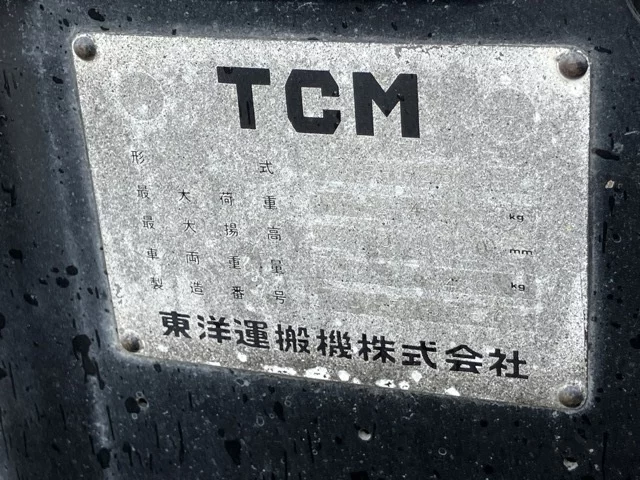 TCM
形式
最大荷重 kg
最大揚高 mm
車両重量 kg
製造番号
東洋運搬機株式会社